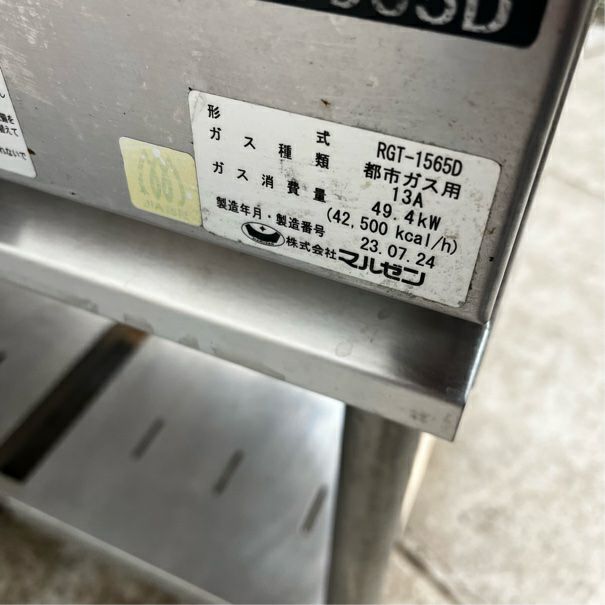 形式 RGT-1565D
ガス種類 都市ガス用
13A
ガス消費量 49.4kW
(42,500 kcal/h)
製造年月・製造番号 23.07.24
株式会社マルゼン